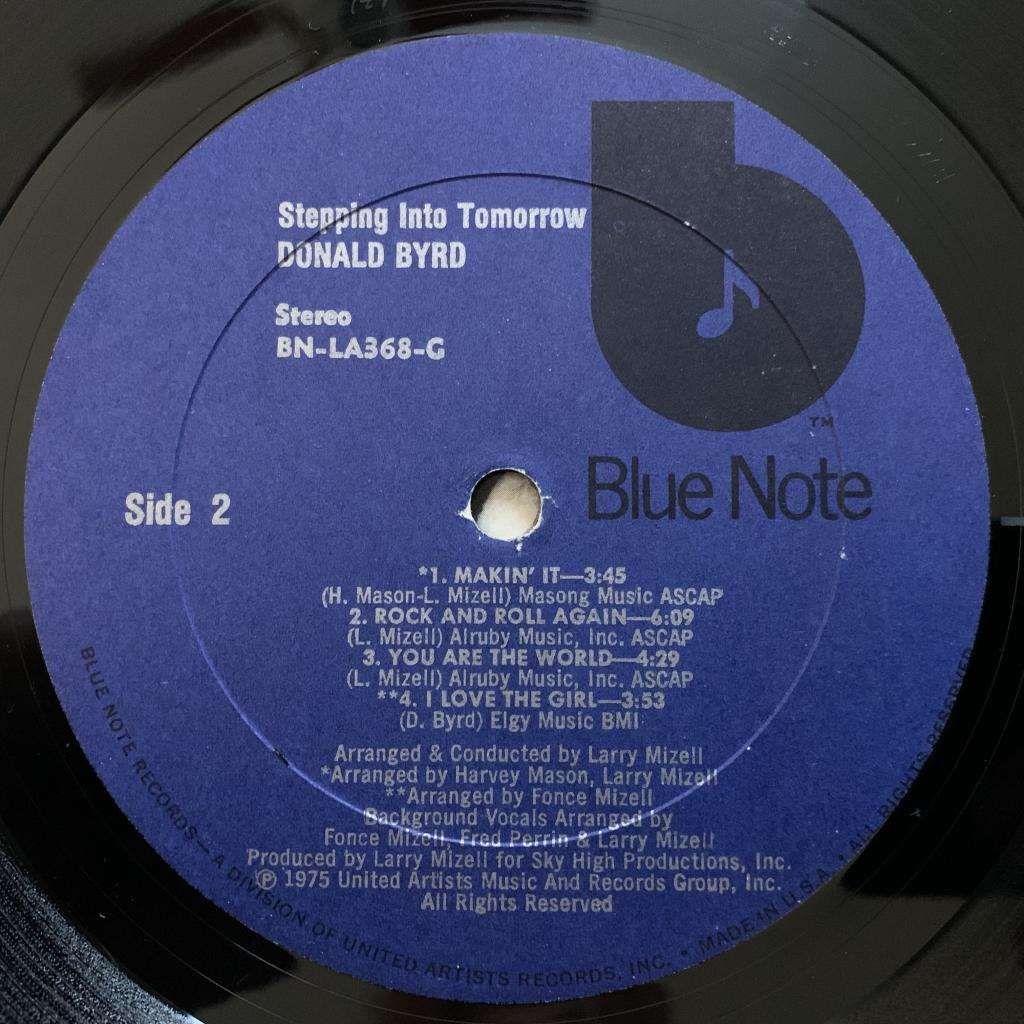 Stepping Into Tomorrow
DONALD BYRD
Stereo
BN-LA368-G
b
TM
Blue Note
Side 2
*1. MAKIN' IT—3:45
(H. Mason-L. Mizell) Masong Music ASCAP
2. ROCK AND ROLL AGAIN—6:09
(L. Mizell) Alruby Music, Inc. ASCAP
3. YOU ARE THE WORLD—4:29
(L. Mizell) Alruby Music, Inc. ASCAP
**4. I LOVE THE GIRL—3:53
(D. Byrd) Elgy Music BMI
Arranged & Conducted by Larry Mizell
*Arranged by Harvey Mason, Larry Mizell
**Arranged by Fonce Mizell
Background Vocals Arranged by
Fonce Mizell, Fred Perrin & Larry Mizell
Produced by Larry Mizell for Sky High Productions, Inc.
℗ 1975 United Artists Music And Records Group, Inc.
All Rights Reserved
BLUE NOTE RECORDS—A DIVISION OF UNITED ARTISTS RECORDS, INC. • MADE IN U.S.A. • ALL RIGHTS RESERVED